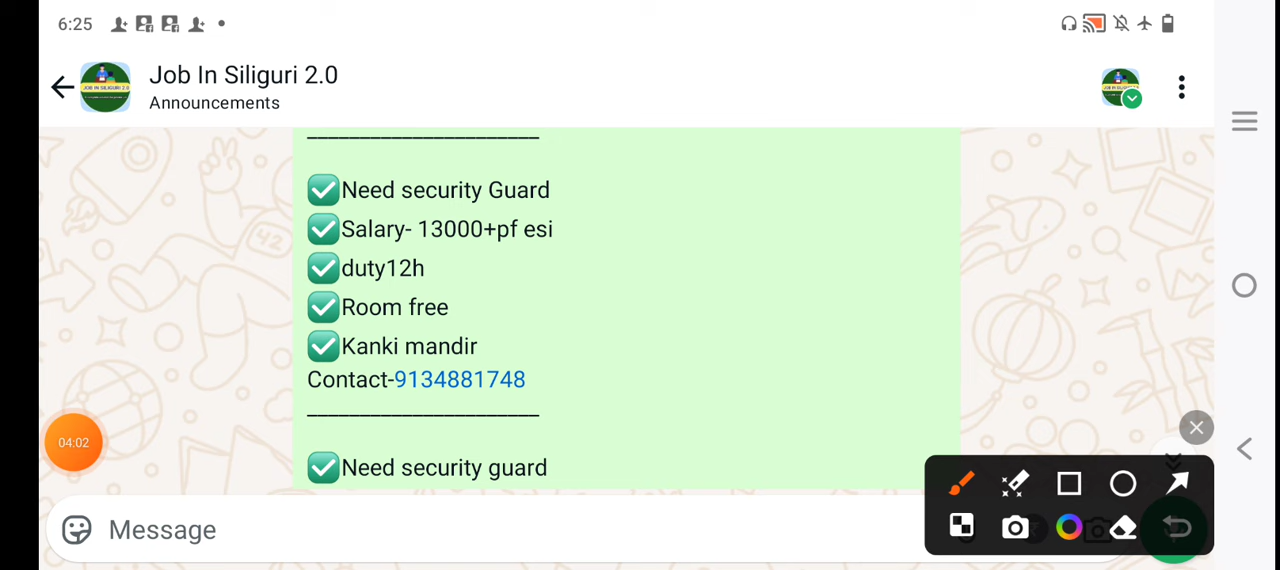 6:25
Job In Siliguri 2.0
Announcements
Need security Guard
Salary- 13000+pf esi
duty12h
Room free
Kanki mandir
Contact-9134881748
Need security guard
04:02
Message